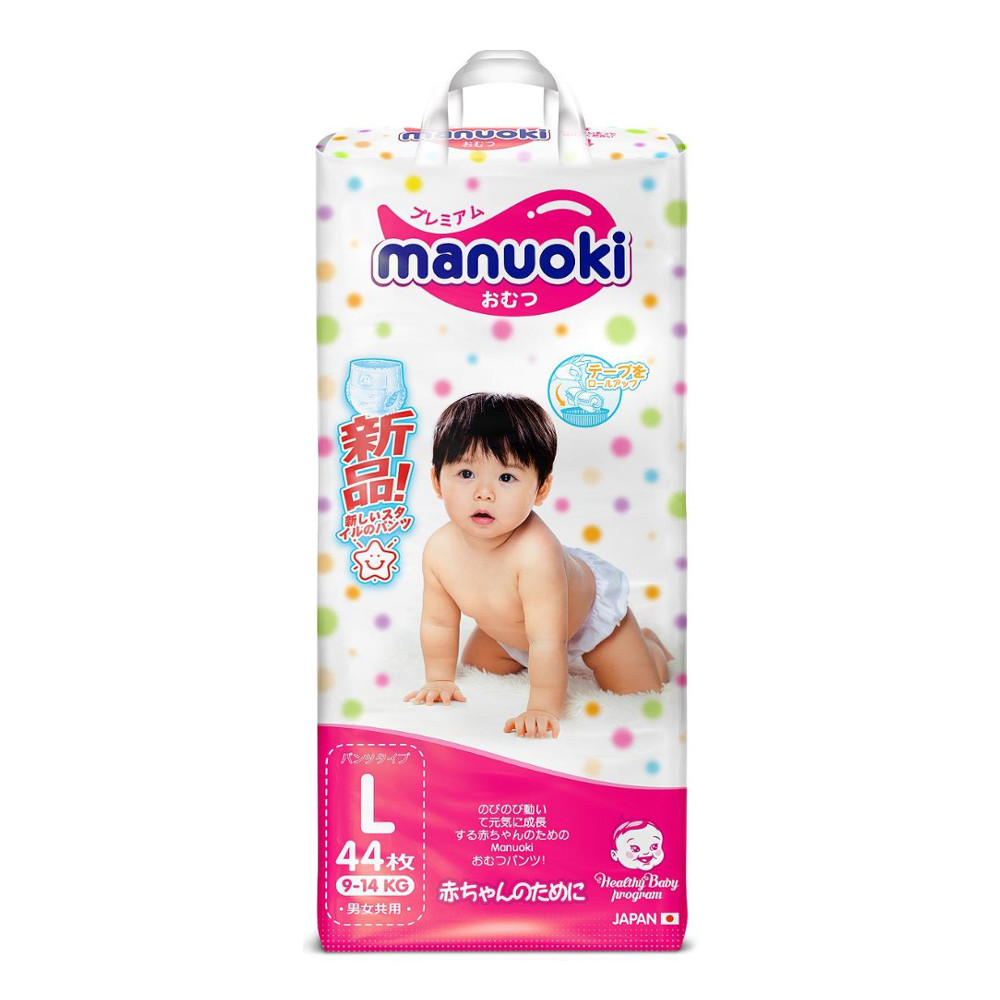 manuoki
おむつ
プレミアム
manuoki
おむつ
テープを
ロールアップ
新
品!
新しいスタ
イルのパンツ
パンツタイプ
L
44枚
9-14 KG
・男女共用・
のびのび動い
て元気に成長
する赤ちゃんのための
Manuoki
おむつパンツ!
赤ちゃんのために
Healthy Baby
program
JAPAN